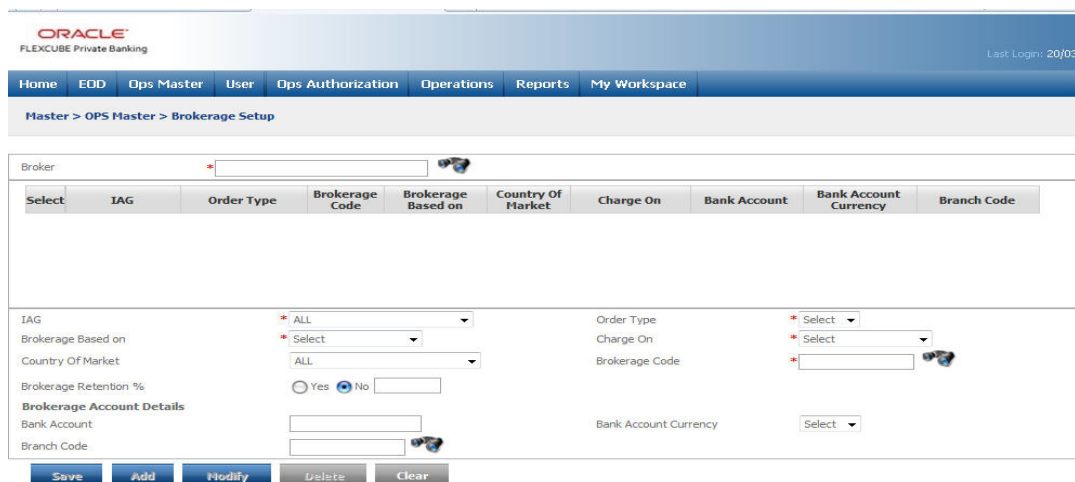 ORACLE
FLEXCUBE Private Banking
Last Login: 20/03
Home EOD Ops Master User Ops Authorization Operations Reports My Workspace
Master > OPS Master > Brokerage Setup
Broker *
Select IAG Order Type Brokerage Code Brokerage Based on Country Of Market Charge On Bank Account Bank Account Currency Branch Code
IAG * ALL Order Type * Select
Brokerage Based on * Select Charge On * Select
Country Of Market ALL Brokerage Code *
Brokerage Retention % Yes No
Brokerage Account Details
Bank Account Bank Account Currency Select
Branch Code
Save Add Modify Delete Clear